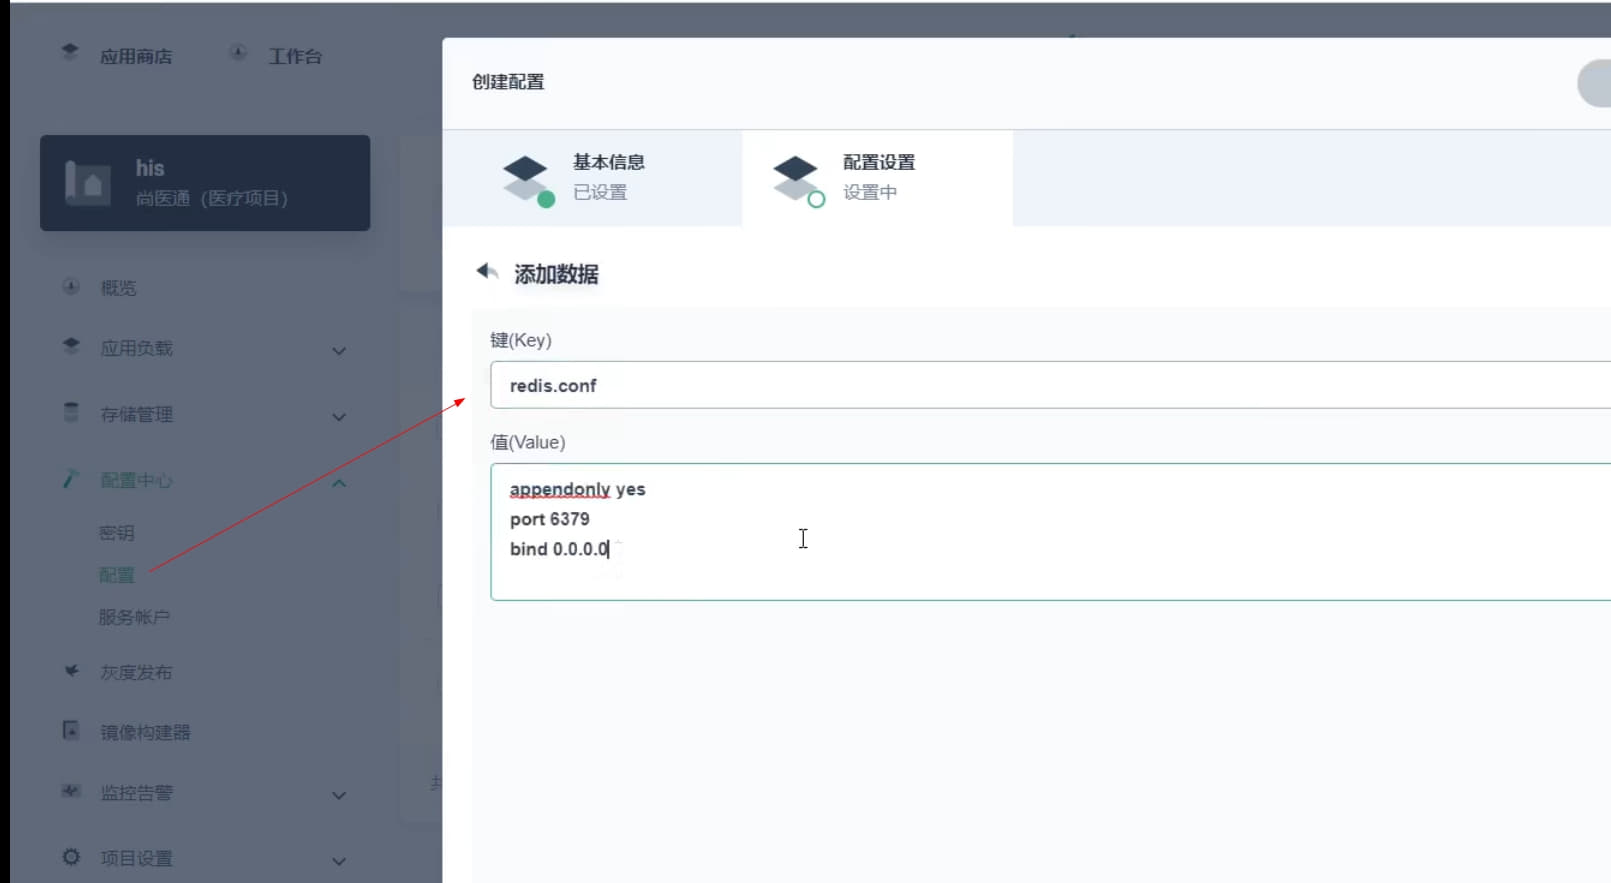 应用商店
工作台
his
尚医通（医疗项目）
概览
应用负载
存储管理
配置中心
密钥
配置
服务帐户
灰度发布
镜像构建器
监控告警
项目设置
创建配置
基本信息
已设置
配置设置
设置中
添加数据
键(Key)
redis.conf
值(Value)
appendonly yes
port 6379
bind 0.0.0.0